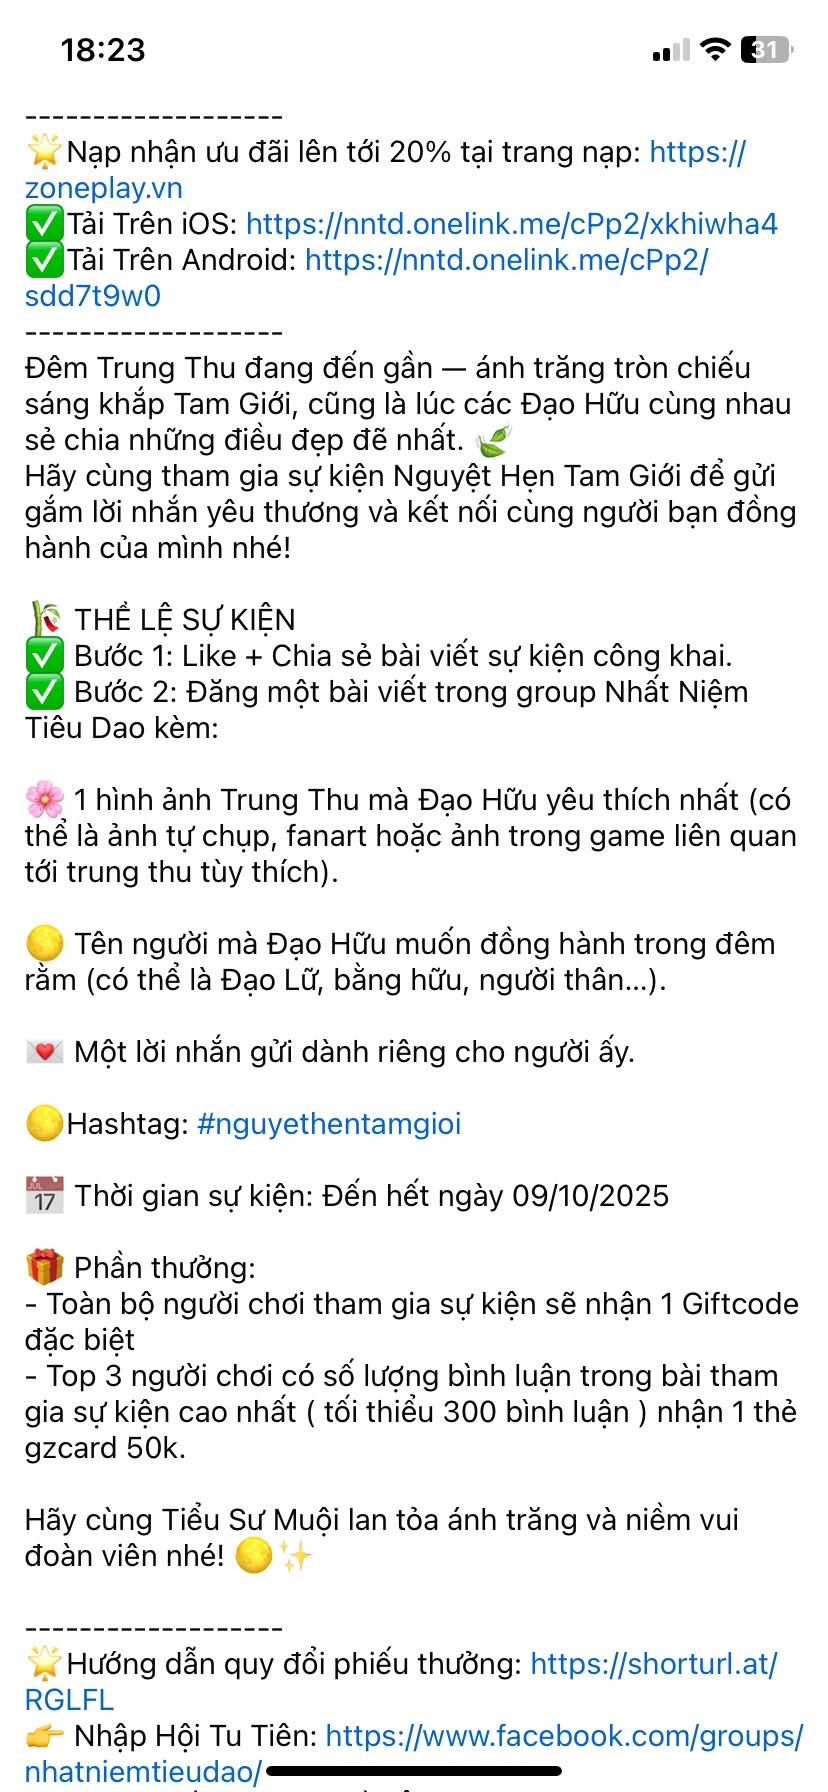 18:23
31
-------------------
🌟Nạp nhận ưu đãi lên tới 20% tại trang nạp: https://
zoneplay.vn
✅Tải Trên iOS: https://nntd.onelink.me/cPp2/xkhiwha4
✅Tải Trên Android: https://nntd.onelink.me/cPp2/
sdd7t9w0
-------------------
Đêm Trung Thu đang đến gần — ánh trăng tròn chiếu
sáng khắp Tam Giới, cũng là lúc các Đạo Hữu cùng nhau
sẻ chia những điều đẹp đẽ nhất. 🍃
Hãy cùng tham gia sự kiện Nguyệt Hẹn Tam Giới để gửi
gắm lời nhắn yêu thương và kết nối cùng người bạn đồng
hành của mình nhé!
🎋 THỂ LỆ SỰ KIỆN
✅ Bước 1: Like + Chia sẻ bài viết sự kiện công khai.
✅ Bước 2: Đăng một bài viết trong group Nhất Niệm
Tiêu Dao kèm:
🌸 1 hình ảnh Trung Thu mà Đạo Hữu yêu thích nhất (có
thể là ảnh tự chụp, fanart hoặc ảnh trong game liên quan
tới trung thu tùy thích).
🌕 Tên người mà Đạo Hữu muốn đồng hành trong đêm
rằm (có thể là Đạo Lữ, bằng hữu, người thân...).
💌 Một lời nhắn gửi dành riêng cho người ấy.
🌕Hashtag: #nguyethentamgioi
📅 Thời gian sự kiện: Đến hết ngày 09/10/2025
🎁 Phần thưởng:
- Toàn bộ người chơi tham gia sự kiện sẽ nhận 1 Giftcode
đặc biệt
- Top 3 người chơi có số lượng bình luận trong bài tham
gia sự kiện cao nhất ( tối thiểu 300 bình luận ) nhận 1 thẻ
gzcard 50k.
Hãy cùng Tiểu Sư Muội lan tỏa ánh trăng và niềm vui
đoàn viên nhé! 🌕✨
-------------------
🌟Hướng dẫn quy đổi phiếu thưởng: https://shorturl.at/
RGLFL
👉 Nhập Hội Tu Tiên: https://www.facebook.com/groups/
nhatniemtieudao/